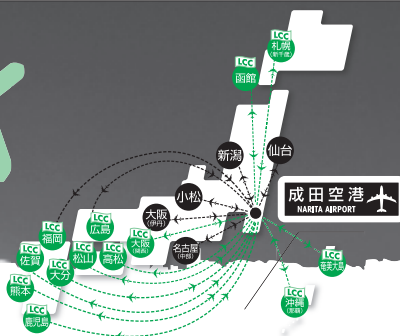 LCC
札幌
(新千歳)
LCC
函館
新潟
仙台
小松
成田空港
NARITA AIRPORT
大阪
(伊丹)
LCC
広島
LCC
福岡
LCC
大阪
(関西)
名古屋
(中部)
LCC
佐賀
LCC
大分
LCC
松山
LCC
高松
LCC
奄美大島
LCC
熊本
LCC
沖縄
(那覇)
LCC
鹿児島